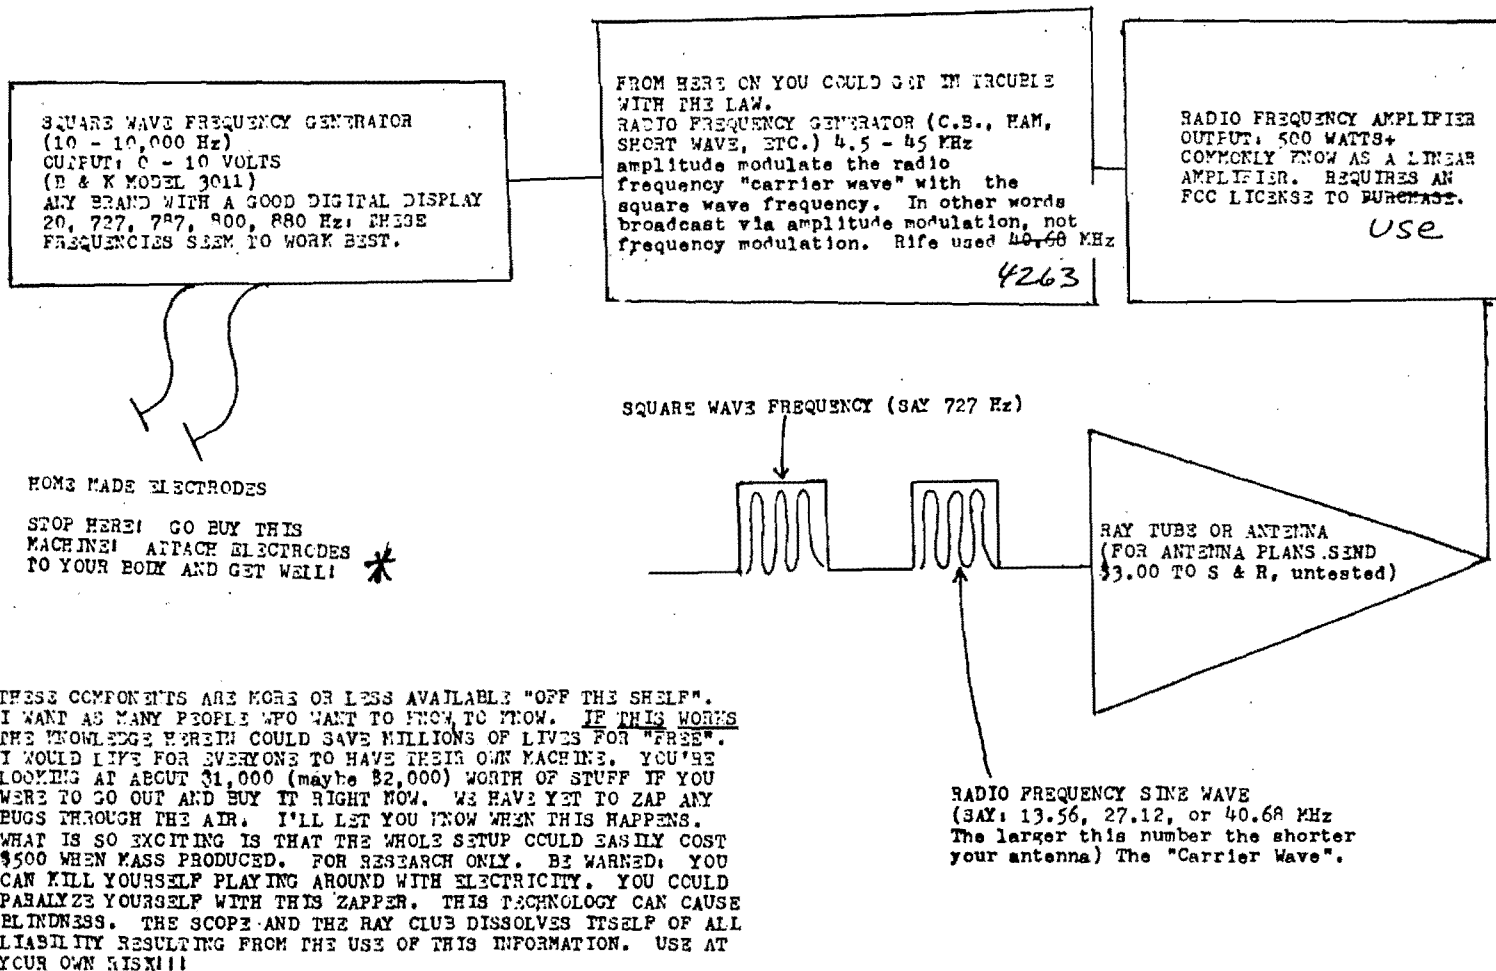 SQUARE WAVE FREQUENCY GENERATOR
(10 - 10,000 Hz)
OUTPUT: 0 - 10 VOLTS
(B & K MODEL 3011)
ANY BRAND WITH A GOOD DIGITAL DISPLAY
20, 727, 787, 800, 880 Hz: THESE
FREQUENCIES SEEM TO WORK BEST.
FROM HERE ON YOU COULD GET IN TROUBLE
WITH THE LAW.
RADIO FREQUENCY GENERATOR (C.B., HAM,
SHORT WAVE, ETC.) 4.5 - 45 MHz
amplitude modulate the radio
frequency "carrier wave" with the
square wave frequency. In other words
broadcast via amplitude modulation, not
frequency modulation. Rife used 40.68 MHz
4263
RADIO FREQUENCY AMPLIFIER
OUTPUT: 500 WATTS+
COMMONLY KNOW AS A LINEAR
AMPLIFIER. REQUIRES AN
FCC LICENSE TO PURCHASE.
USE
HOME MADE ELECTRODES
STOP HERE! GO BUY THIS
MACHINE! ATTACH ELECTRODES
TO YOUR BODY AND GET WELL! *
SQUARE WAVE FREQUENCY (SAY 727 Hz)
RAY TUBE OR ANTENNA
(FOR ANTENNA PLANS SEND
$3.00 TO S & R, untested)
RADIO FREQUENCY SINE WAVE
(SAY: 13.56, 27.12, or 40.68 MHz
The larger this number the shorter
your antenna) The "Carrier Wave".
THESE COMPONENTS ARE MORE OR LESS AVAILABLE "OFF THE SHELF".
I WANT AS MANY PEOPLE WHO WANT TO KNOW, TO KNOW. IF THIS WORKS
THE KNOWLEDGE HEREIN COULD SAVE MILLIONS OF LIVES FOR "FREE".
I WOULD LIKE FOR EVERYONE TO HAVE THEIR OWN MACHINE. YOU'RE
LOOKING AT ABOUT $1,000 (maybe $2,000) WORTH OF STUFF IF YOU
WERE TO GO OUT AND BUY IT RIGHT NOW. WE HAVE YET TO ZAP ANY
BUGS THROUGH THE AIR. I'LL LET YOU KNOW WHEN THIS HAPPENS.
WHAT IS SO EXCITING IS THAT THE WHOLE SETUP COULD EASILY COST
$500 WHEN MASS PRODUCED. FOR RESEARCH ONLY. BE WARNED: YOU
CAN KILL YOURSELF PLAYING AROUND WITH ELECTRICITY. YOU COULD
PARALYZE YOURSELF WITH THIS ZAPPER. THIS TECHNOLOGY CAN CAUSE
BLINDNESS. THE SCOPE AND THE RAY CLUB DISSOLVES ITSELF OF ALL
LIABILITY RESULTING FROM THE USE OF THIS INFORMATION. USE AT
YOUR OWN RISK!!!